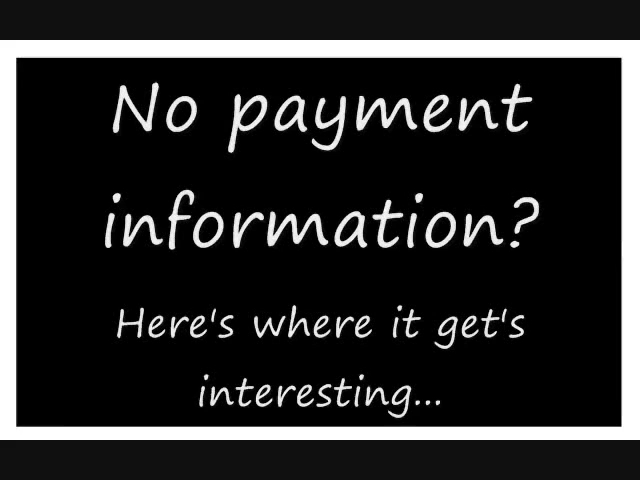 No payment
information?
Here's where it get's
interesting...